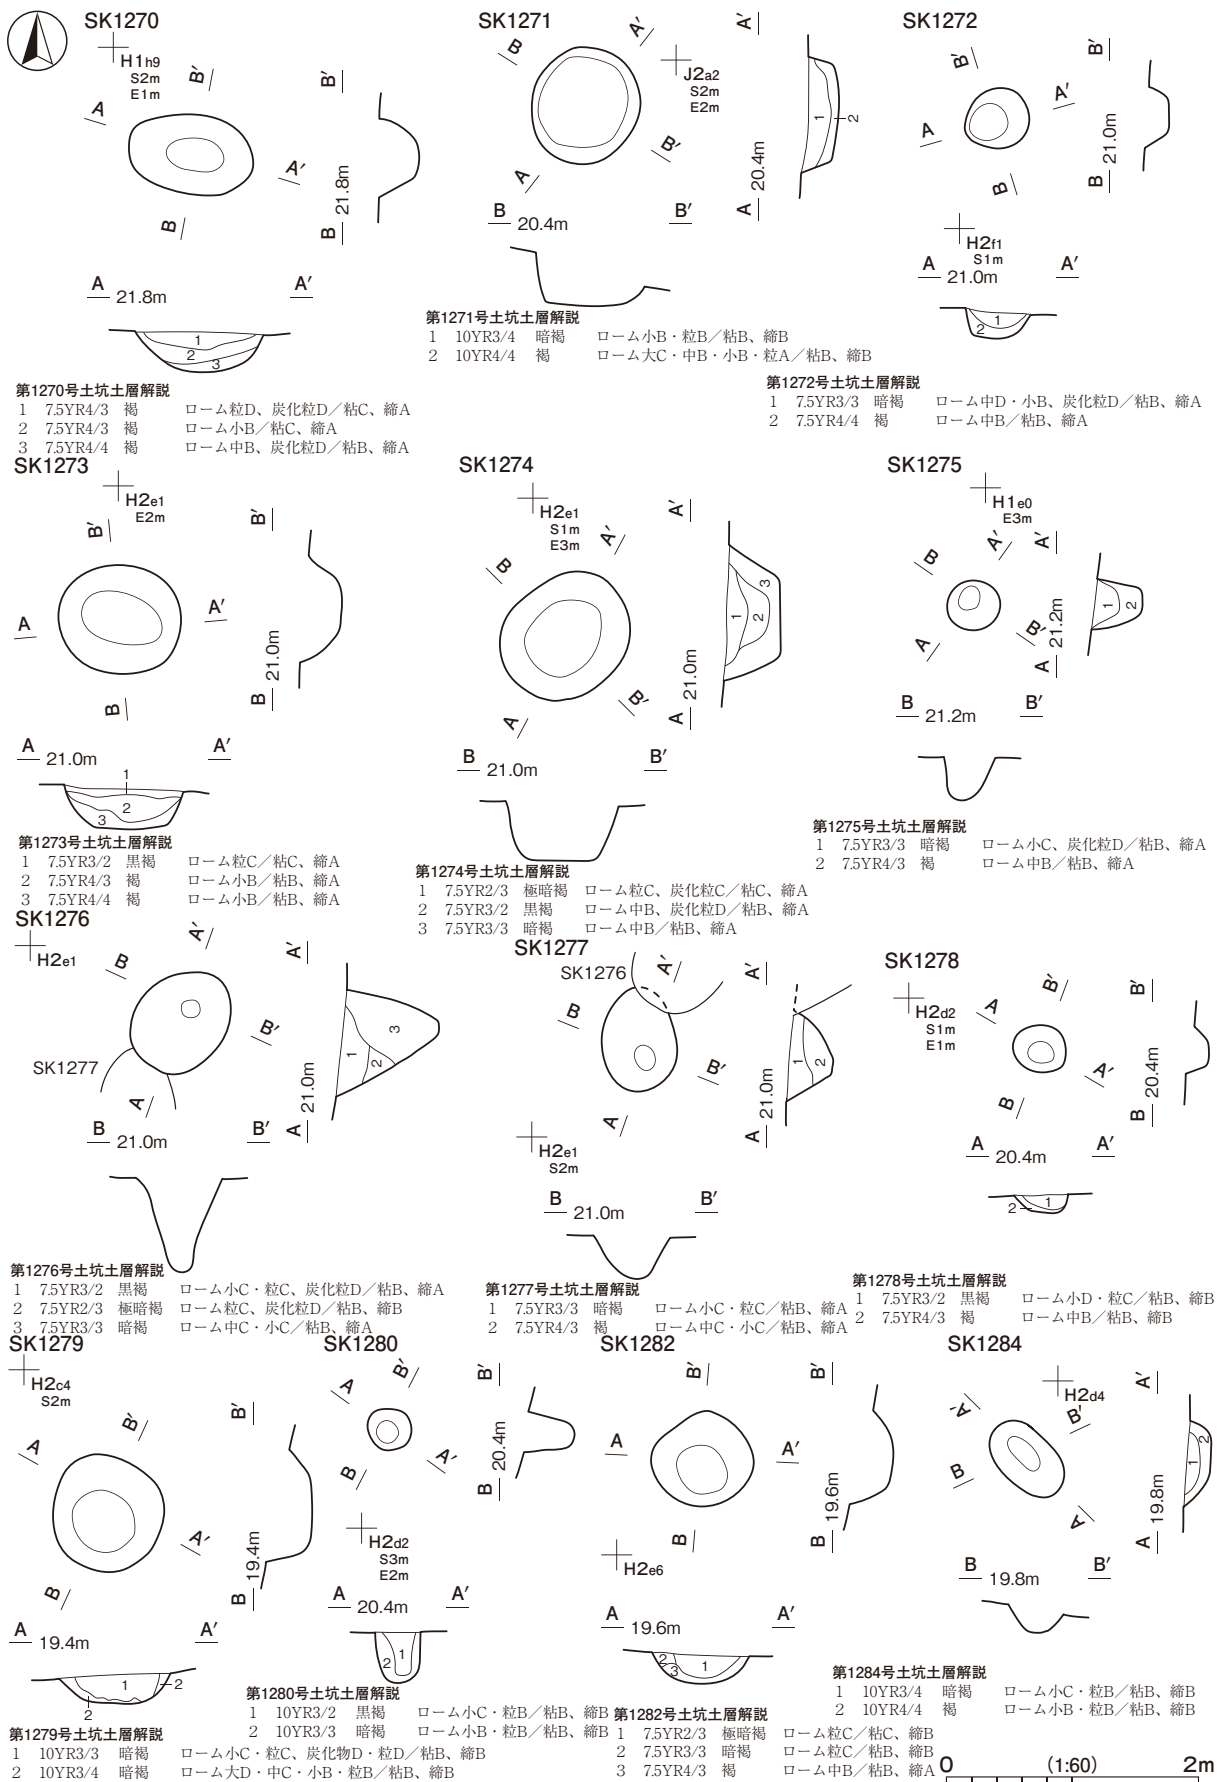 SK1270
H1h9
S2m
E1m
B′
A
A′
B
B′
B 21.8m
A 21.8m A′
1
2
3
第1270号土坑土層解説
1 7.5YR4/3 褐 ローム粒D、炭化粒D／粘C、締A
2 7.5YR4/3 褐 ローム小B／粘C、締A
3 7.5YR4/4 褐 ローム中B、炭化粒D／粘B、締A
SK1271
B
A′
J2a2
S2m
E2m
B′
A
A′
A 20.4m
1
2
B 20.4m B′
第1271号土坑土層解説
1 10YR3/4 暗褐 ローム小B・粒B／粘B、締B
2 10YR4/4 褐 ローム大C・中B・小B・粒A／粘B、締B
SK1272
B′
A′
A
B
B′
B 21.0m
H2f1
S1m
A 21.0m A′
1
2
第1272号土坑土層解説
1 7.5YR3/3 暗褐 ローム中D・小B、炭化粒D／粘B、締A
2 7.5YR4/4 褐 ローム中B／粘B、締A
SK1273
H2e1
E2m
B′
A
A′
B
B′
B 21.0m
A 21.0m A′
1
2
3
第1273号土坑土層解説
1 7.5YR3/2 黒褐 ローム粒C／粘C、締A
2 7.5YR4/3 褐 ローム小B／粘B、締A
3 7.5YR4/4 褐 ローム小B／粘B、締A
SK1274
H2e1
S1m
E3m
A′
B
B′
A
A′
A 21.0m
1
2
3
B 21.0m B′
第1274号土坑土層解説
1 7.5YR2/3 極暗褐 ローム粒C、炭化粒C／粘C、締A
2 7.5YR3/2 黒褐 ローム中B、炭化粒D／粘B、締A
3 7.5YR3/3 暗褐 ローム中B／粘B、締A
SK1275
H1e0
E3m
B
A′
A
B′
A′
A 21.2m
1
2
B 21.2m B′
第1275号土坑土層解説
1 7.5YR3/3 暗褐 ローム小C、炭化粒D／粘B、締A
2 7.5YR4/3 褐 ローム中B／粘B、締A
SK1276
H2e1
A′
B
B′
SK1277
A
A′
A 21.0m
1
2
3
B 21.0m B′
第1276号土坑土層解説
1 7.5YR3/2 黒褐 ローム小C・粒C、炭化粒D／粘B、締A
2 7.5YR2/3 極暗褐 ローム粒C、炭化粒D／粘B、締B
3 7.5YR3/3 暗褐 ローム中C・小C／粘B、締A
SK1277
SK1276
A′
B
B′
A
A′
A 21.0m
1
2
H2e1
S2m
B 21.0m B′
第1277号土坑土層解説
1 7.5YR3/3 暗褐 ローム小C・粒C／粘B、締A
2 7.5YR4/3 褐 ローム中C・小C／粘B、締A
SK1278
H2d2
S1m
E1m
A
B′
A′
B
B′
B 20.4m
A 20.4m A′
1
2
第1278号土坑土層解説
1 7.5YR3/2 黒褐 ローム小D・粒C／粘B、締B
2 7.5YR4/3 褐 ローム中B／粘B、締B
SK1279
H2c4
S2m
A
B′
A′
B
B′
B 19.4m
A 19.4m A′
1
2
2
第1279号土坑土層解説
1 10YR3/3 暗褐 ローム小C・粒C、炭化物D・粒D／粘B、締B
2 10YR3/4 暗褐 ローム大D・中C・小B・粒B／粘B、締B
SK1280
A
B′
A′
B
B′
B 20.4m
H2d2
S3m
E2m
A 20.4m A′
1
2
第1280号土坑土層解説
1 10YR3/2 黒褐 ローム小C・粒B／粘B、締B
2 10YR3/3 暗褐 ローム小B・粒B／粘B、締B
SK1282
B′
A
A′
B
B′
B 19.6m
H2e6
A 19.6m A′
1
2
3
第1282号土坑土層解説
1 7.5YR2/3 極暗褐 ローム粒C／粘C、締B
2 7.5YR3/3 暗褐 ローム粒C／粘B、締B
3 7.5YR4/3 褐 ローム中B／粘B、締A
SK1284
H2d4
A′
B′
B
A
A′
A 19.8m
1
2
B 19.8m B′
第1284号土坑土層解説
1 10YR3/4 暗褐 ローム小C・粒B／粘B、締B
2 10YR4/4 褐 ローム小B・粒B／粘B、締B
0 (1:60) 2m